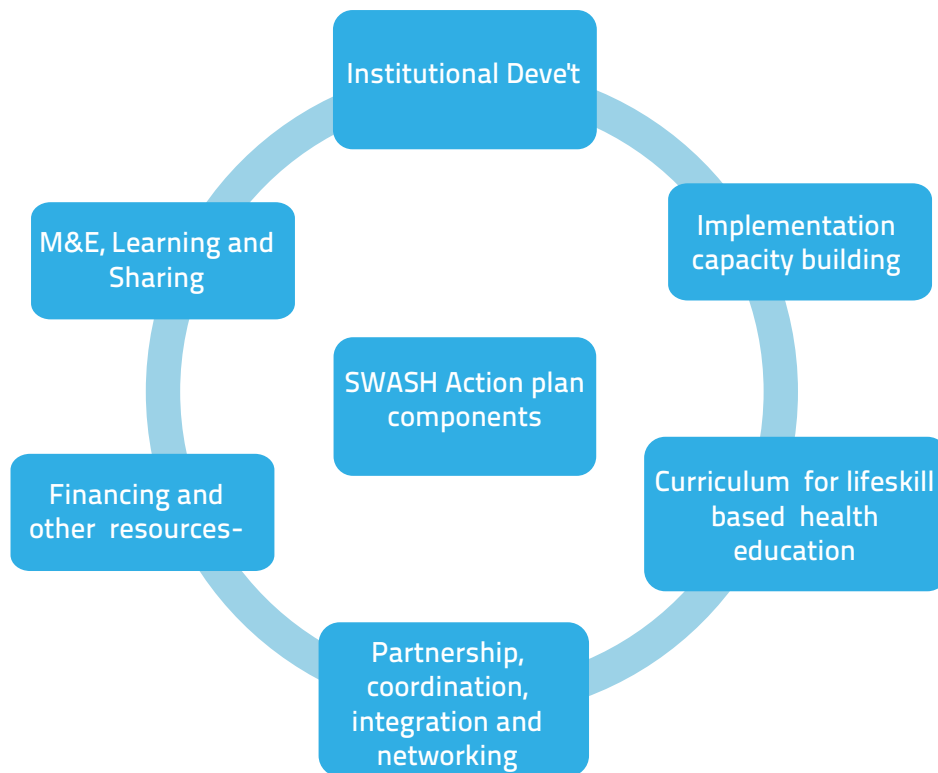 Institutional Deve't
Implementation
capacity building
Curriculum for lifeskill
based health
education
Partnership,
coordination,
integration and
networking
Financing and
other resources-
M&E, Learning and
Sharing
SWASH Action plan
components